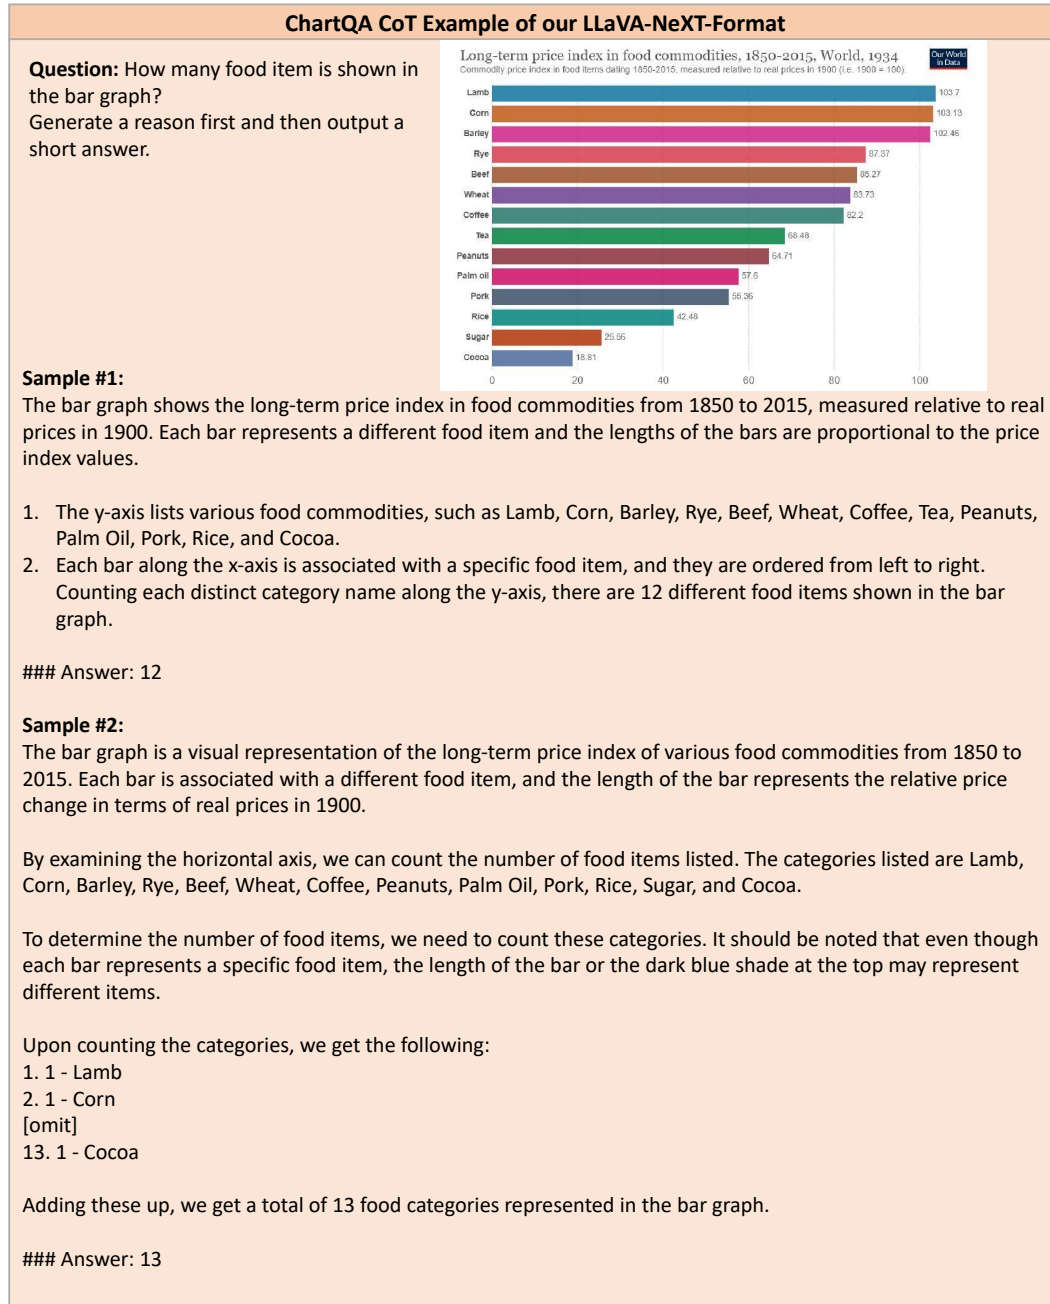 ChartQA CoT Example of our LLaVA-NeXT-Format
Question: How many food item is shown in
the bar graph?
Generate a reason first and then output a
short answer.
Long-term price index in food commodities, 1850-2015, World, 1934
Commodity price index in food items dating 1850-2015, measured relative to real prices in 1900 (i.e. 1900 = 100).
Our World
in Data
Lamb 103.7
Corn 103.13
Barley 102.46
Rye 87.37
Beef 85.27
Wheat 83.73
Coffee 82.2
Tea 68.48
Peanuts 64.71
Palm oil 57.6
Pork 55.36
Rice 42.48
Sugar 25.56
Cocoa 18.81
0 20 40 60 80 100
Sample #1:
The bar graph shows the long-term price index in food commodities from 1850 to 2015, measured relative to real
prices in 1900. Each bar represents a different food item and the lengths of the bars are proportional to the price
index values.
1. The y-axis lists various food commodities, such as Lamb, Corn, Barley, Rye, Beef, Wheat, Coffee, Tea, Peanuts,
Palm Oil, Pork, Rice, and Cocoa.
2. Each bar along the x-axis is associated with a specific food item, and they are ordered from left to right.
Counting each distinct category name along the y-axis, there are 12 different food items shown in the bar
graph.
### Answer: 12
Sample #2:
The bar graph is a visual representation of the long-term price index of various food commodities from 1850 to
2015. Each bar is associated with a different food item, and the length of the bar represents the relative price
change in terms of real prices in 1900.
By examining the horizontal axis, we can count the number of food items listed. The categories listed are Lamb,
Corn, Barley, Rye, Beef, Wheat, Coffee, Peanuts, Palm Oil, Pork, Rice, Sugar, and Cocoa.
To determine the number of food items, we need to count these categories. It should be noted that even though
each bar represents a specific food item, the length of the bar or the dark blue shade at the top may represent
different items.
Upon counting the categories, we get the following:
1. 1 - Lamb
2. 1 - Corn
[omit]
13. 1 - Cocoa
Adding these up, we get a total of 13 food categories represented in the bar graph.
### Answer: 13